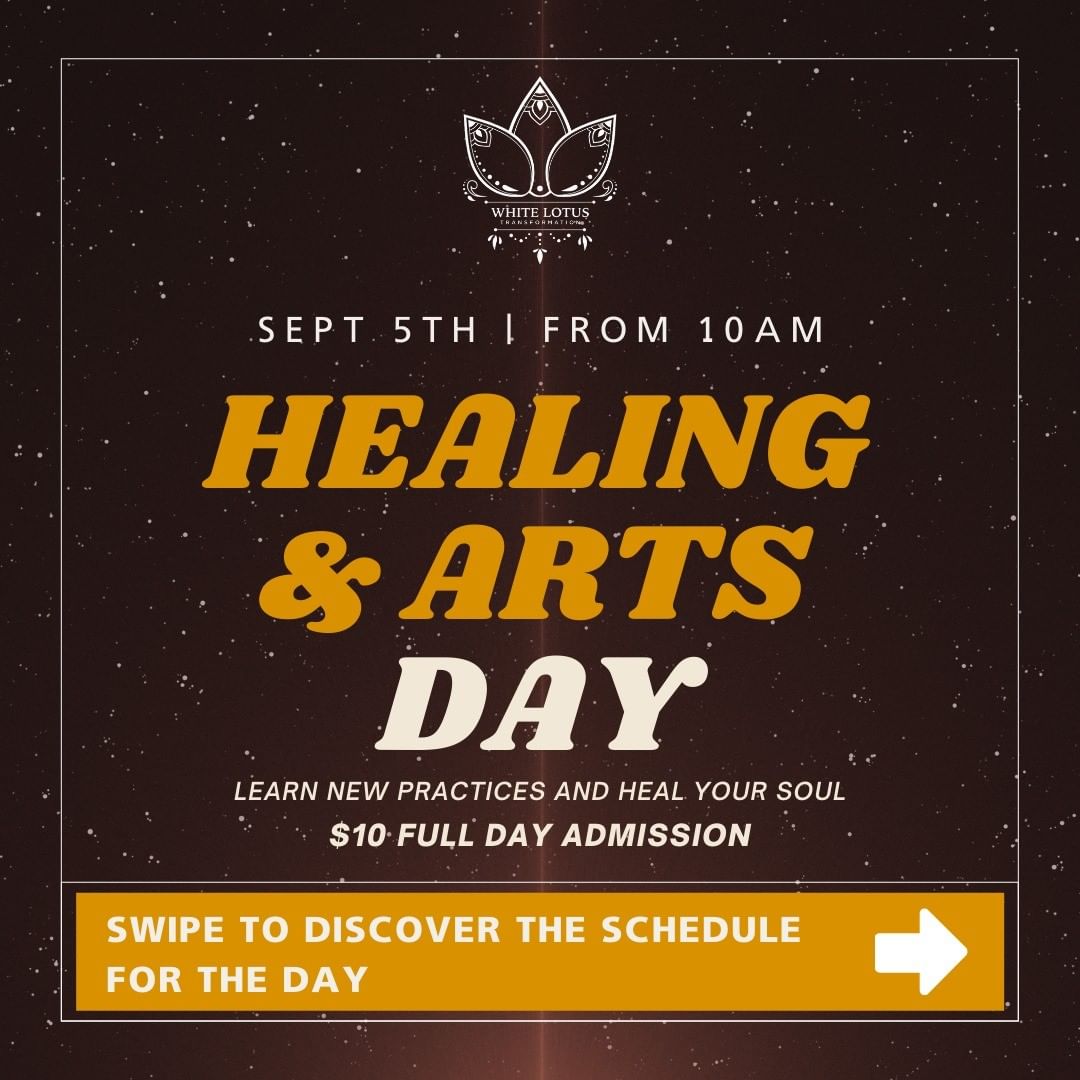 WHITE LOTUS
TRANSFORMATION
SEPT 5TH | FROM 10AM
HEALING
& ARTS
DAY
LEARN NEW PRACTICES AND HEAL YOUR SOUL
$10 FULL DAY ADMISSION
SWIPE TO DISCOVER THE SCHEDULE
FOR THE DAY